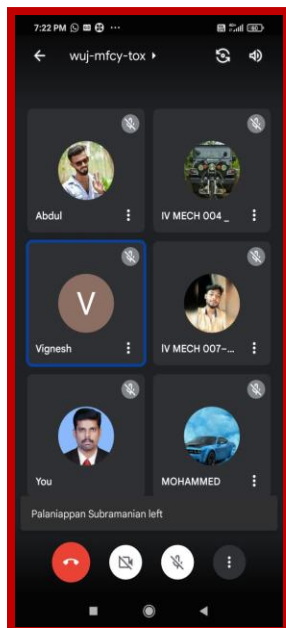 7:22 PM
wuj-mfcy-tox
Abdul
IV MECH 004 _
V
Vignesh
IV MECH 007-...
You
MOHAMMED
Palaniappan Subramanian left